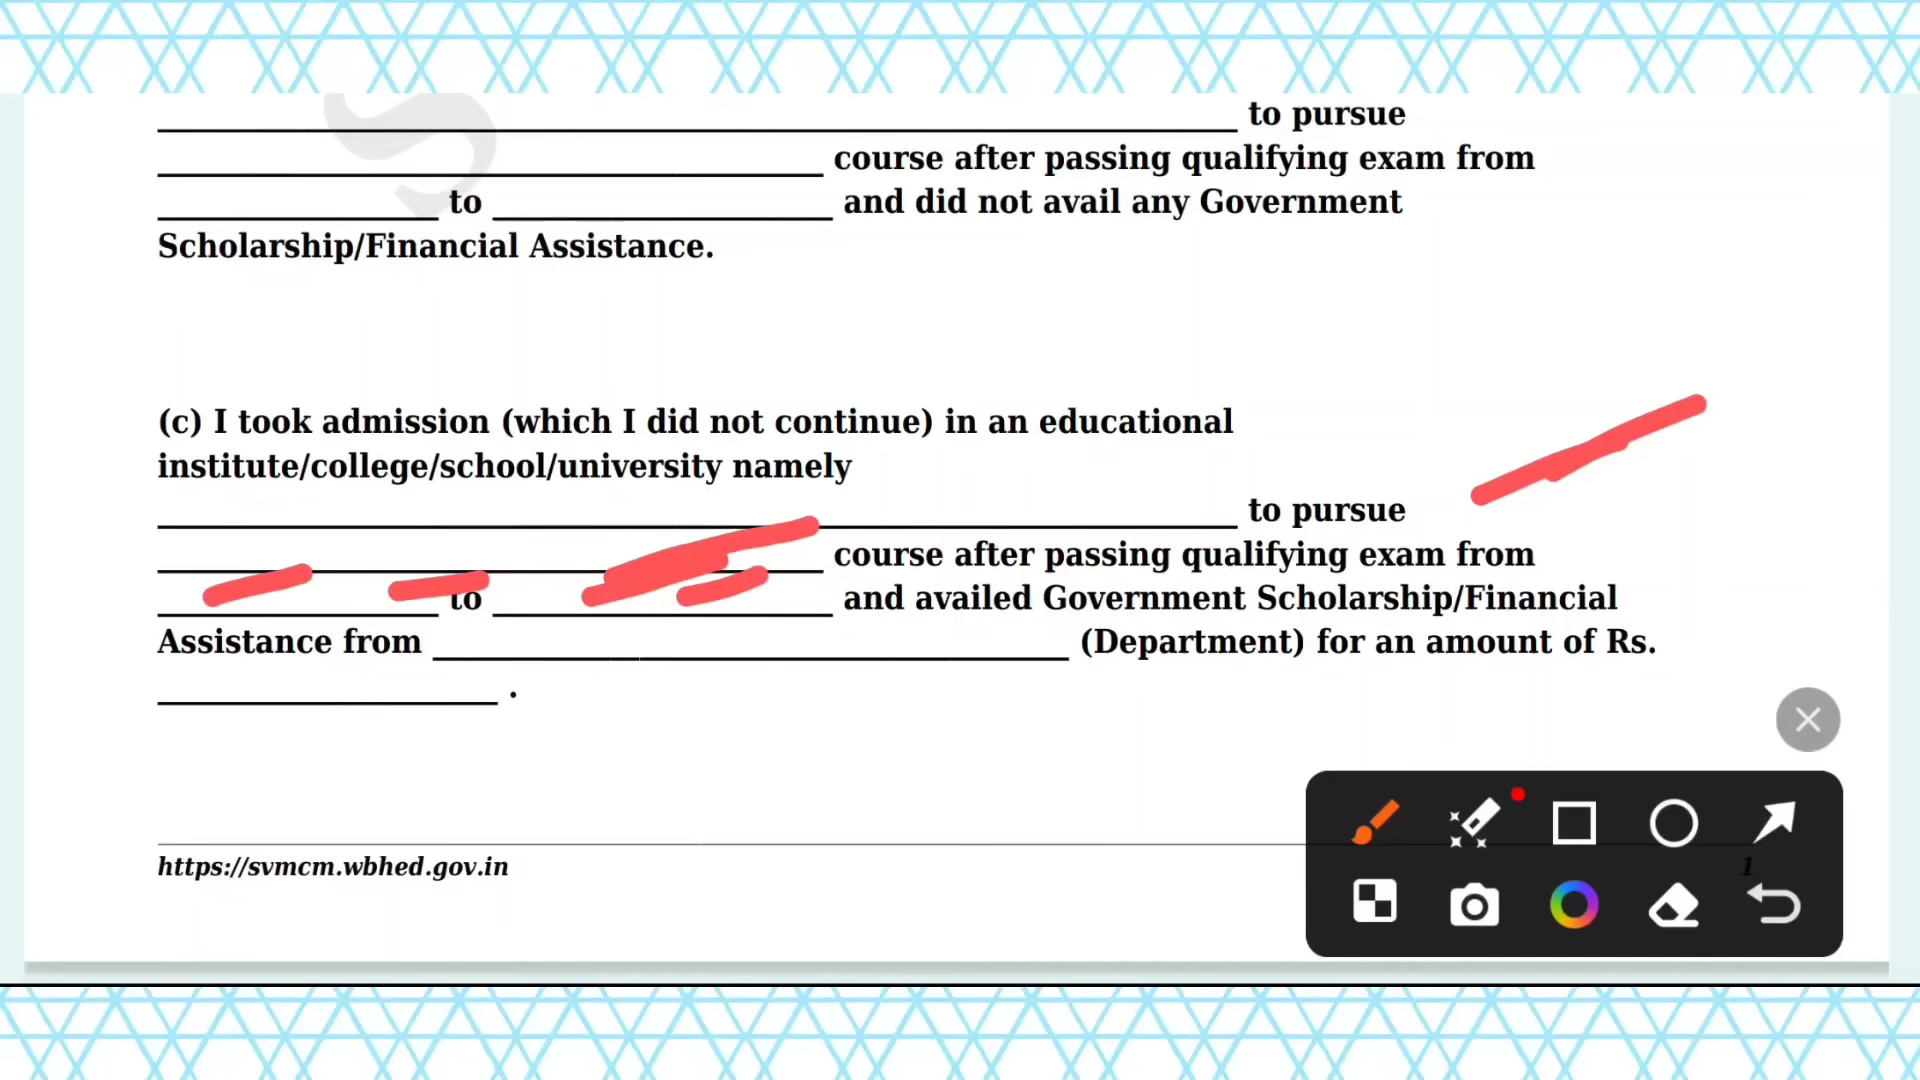 to pursue
course after passing qualifying exam from
to and did not avail any Government
Scholarship/Financial Assistance.
(c) I took admission (which I did not continue) in an educational
institute/college/school/university namely
to pursue
course after passing qualifying exam from
to and availed Government Scholarship/Financial
Assistance from (Department) for an amount of Rs.
.
https://svmcm.wbhed.gov.in 1